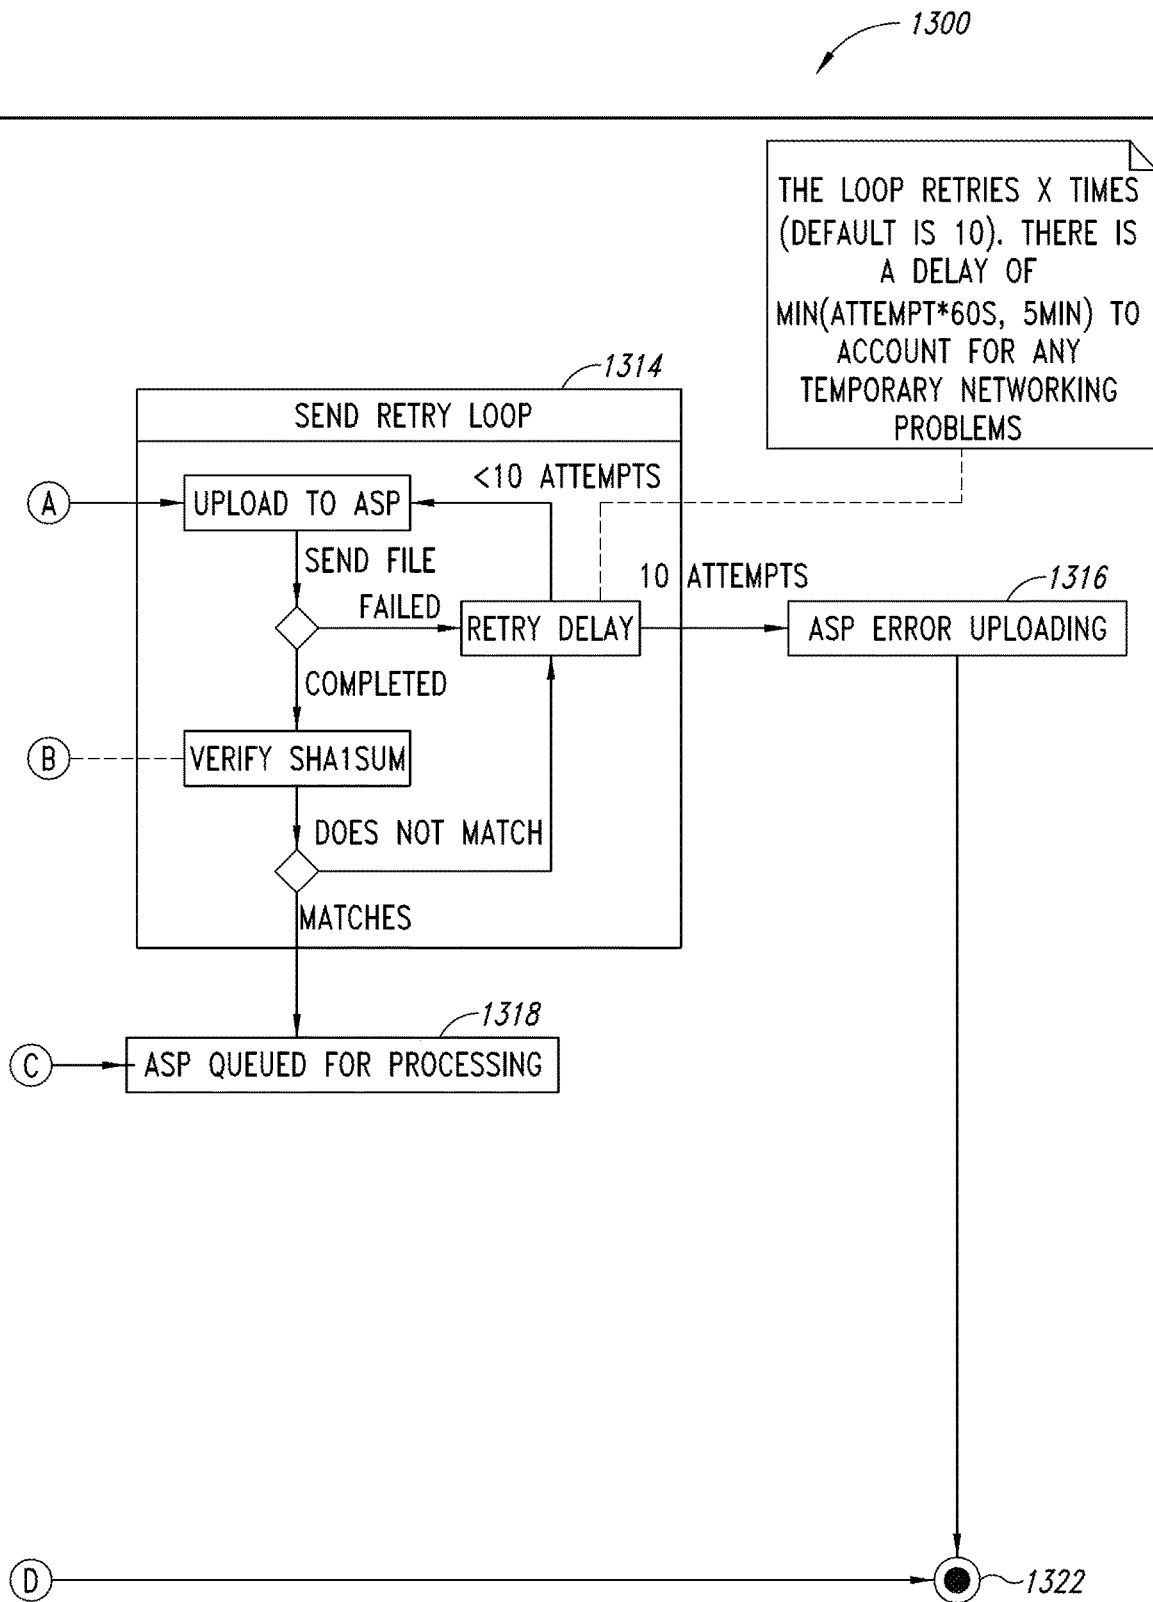 1300
THE LOOP RETRIES X TIMES
(DEFAULT IS 10). THERE IS
A DELAY OF
MIN(ATTEMPT*60S, 5MIN) TO
ACCOUNT FOR ANY
TEMPORARY NETWORKING
PROBLEMS
1314
SEND RETRY LOOP
<10 ATTEMPTS
A
UPLOAD TO ASP
SEND FILE
10 ATTEMPTS
1316
FAILED
RETRY DELAY
ASP ERROR UPLOADING
COMPLETED
B
VERIFY SHA1SUM
DOES NOT MATCH
MATCHES
1318
C
ASP QUEUED FOR PROCESSING
D
1322